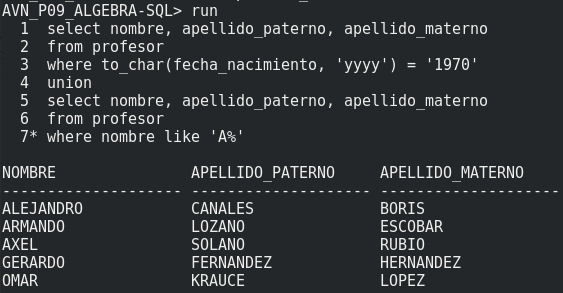 AVN_P09_ALGEBRA-SQL> run
1 select nombre, apellido_paterno, apellido_materno
2 from profesor
3 where to_char(fecha_nacimiento, 'yyyy') = '1970'
4 union
5 select nombre, apellido_paterno, apellido_materno
6 from profesor
7* where nombre like 'A%'
NOMBRE APELLIDO_PATERNO APELLIDO_MATERNO
-------------------- -------------------- --------------------
ALEJANDRO CANALES BORIS
ARMANDO LOZANO ESCOBAR
AXEL SOLANO RUBIO
GERARDO FERNANDEZ HERNANDEZ
OMAR KRAUCE LOPEZ